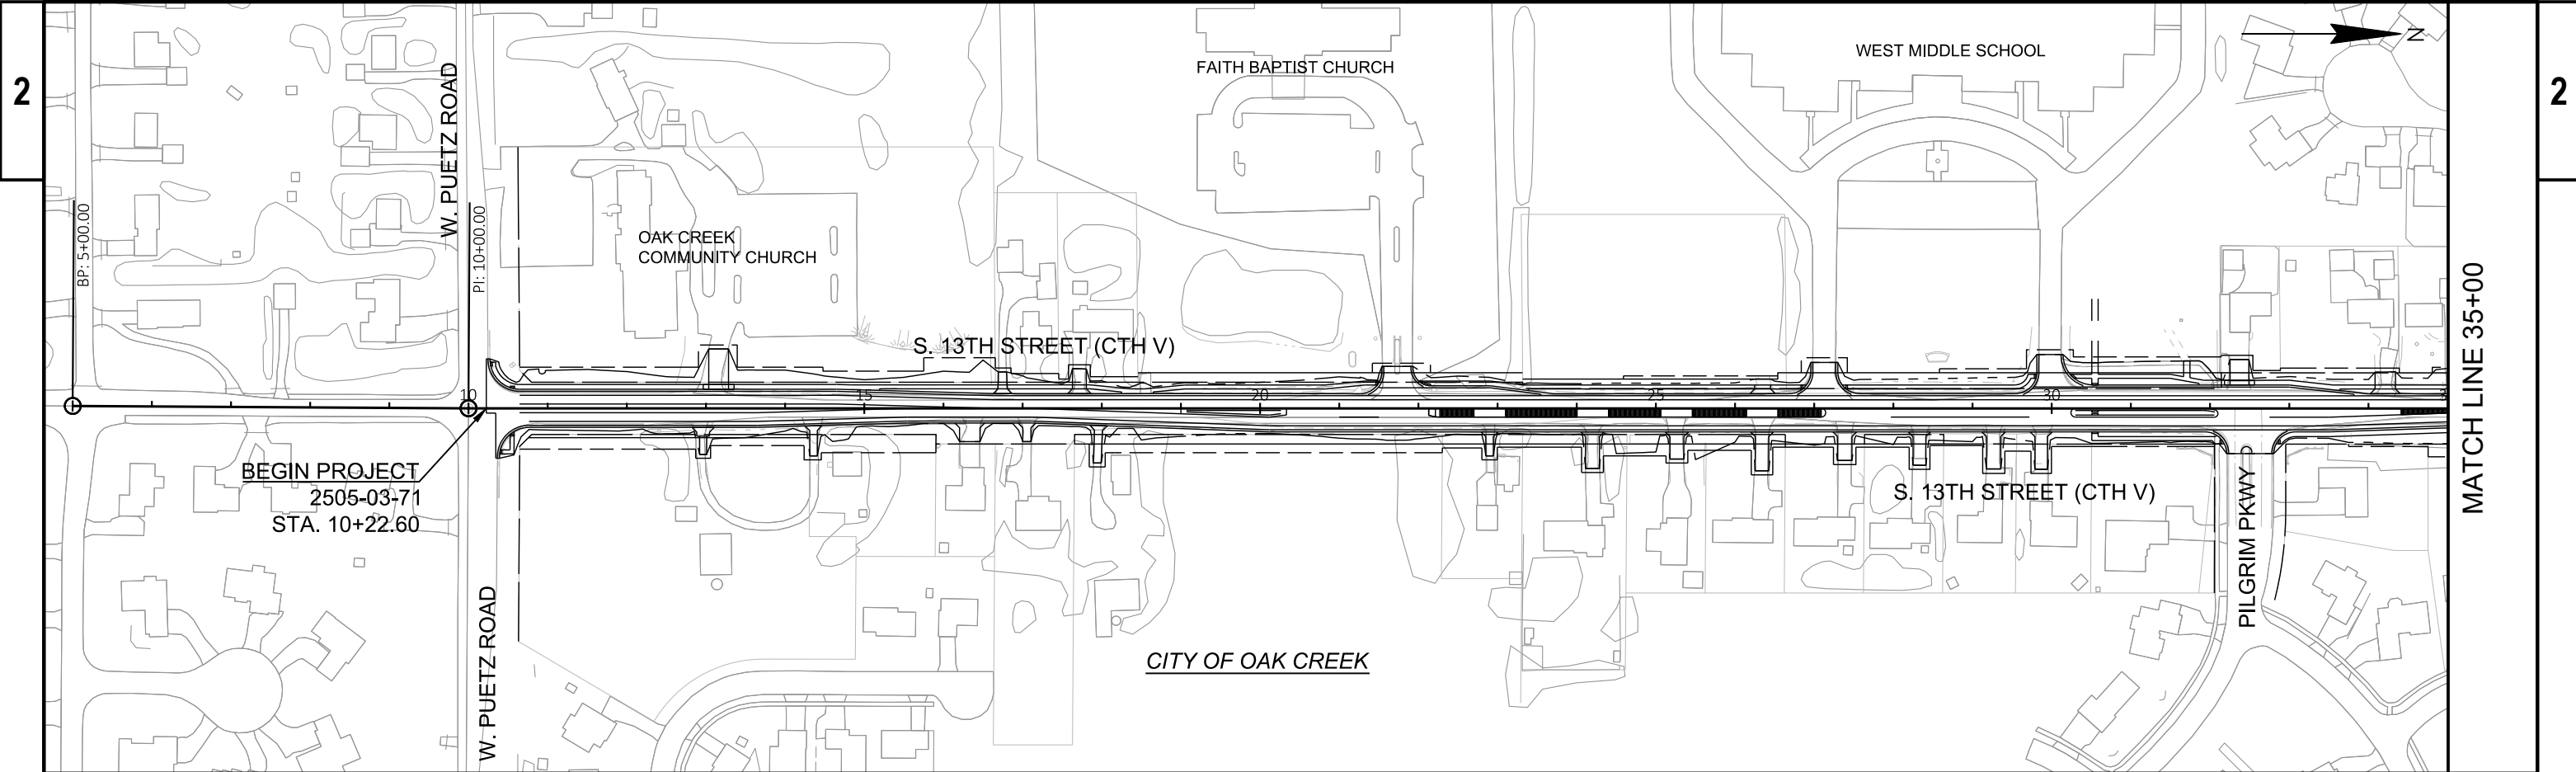 2
2
W. PUETZ ROAD
FAITH BAPTIST CHURCH
WEST MIDDLE SCHOOL
N
BP: 5+00.00
PI: 10+00.00
OAK CREEK
COMMUNITY CHURCH
S. 13TH STREET (CTH V)
MATCH LINE 35+00
10
15
20
25
30
BEGIN PROJECT
2505-03-71
STA. 10+22.60
S. 13TH STREET (CTH V)
PILGRIM PKWY
W. PUETZ ROAD
CITY OF OAK CREEK